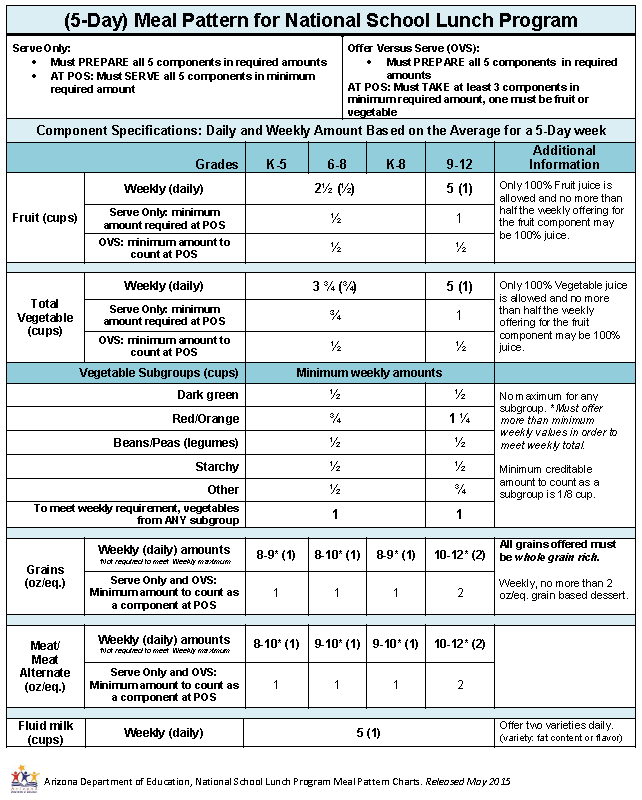 (5-Day) Meal Pattern for National School Lunch Program
Serve Only:
• Must PREPARE all 5 components in required amounts
• AT POS: Must SERVE all 5 components in minimum
required amount
Offer Versus Serve (OVS):
• Must PREPARE all 5 components in required
amounts
AT POS: Must TAKE at least 3 components in
minimum required amount, one must be fruit or
vegetable
Component Specifications: Daily and Weekly Amount Based on the Average for a 5-Day week
Grades K-5 6-8 K-8 9-12 Additional
Information
Fruit (cups)
Weekly (daily) 2½ (½) 5 (1)
Serve Only: minimum
amount required at POS ½ 1
OVS: minimum amount to
count at POS ½ ½
Only 100% Fruit juice is
allowed and no more than
half the weekly offering for
the fruit component may
be 100% juice.
Total
Vegetable
(cups)
Weekly (daily) 3 ¾ (¾) 5 (1)
Serve Only: minimum
amount required at POS ¾ 1
OVS: minimum amount to
count at POS ½ ½
Only 100% Vegetable juice
is allowed and no more
than half the weekly
offering for the fruit
component may be 100%
juice.
Vegetable Subgroups (cups) Minimum weekly amounts
Dark green ½ ½
Red/Orange ¾ 1 ¼
Beans/Peas (legumes) ½ ½
Starchy ½ ½
Other ½ ¾
To meet weekly requirement, vegetables
from ANY subgroup 1 1
No maximum for any
subgroup. *Must offer
more than minimum
weekly values in order to
meet weekly total.
Minimum creditable
amount to count as a
subgroup is 1/8 cup.
Grains
(oz/eq.)
Weekly (daily) amounts 8-9* (1) 8-10* (1) 8-9* (1) 10-12* (2)
*Not required to meet Weekly maximum
Serve Only and OVS:
Minimum amount to count as
a component at POS 1 1 1 2
All grains offered must
be whole grain rich.
Weekly, no more than 2
oz/eq. grain based dessert.
Meat/
Meat
Alternate
(oz/eq.)
Weekly (daily) amounts 8-10* (1) 9-10* (1) 9-10* (1) 10-12* (2)
*Not required to meet Weekly maximum
Serve Only and OVS:
Minimum amount to count as
a component at POS 1 1 1 2
Fluid milk
(cups)
Weekly (daily) 5 (1)
Offer two varieties daily.
(variety: fat content or flavor)
Arizona Department of Education, National School Lunch Program Meal Pattern Charts. Released May 2015